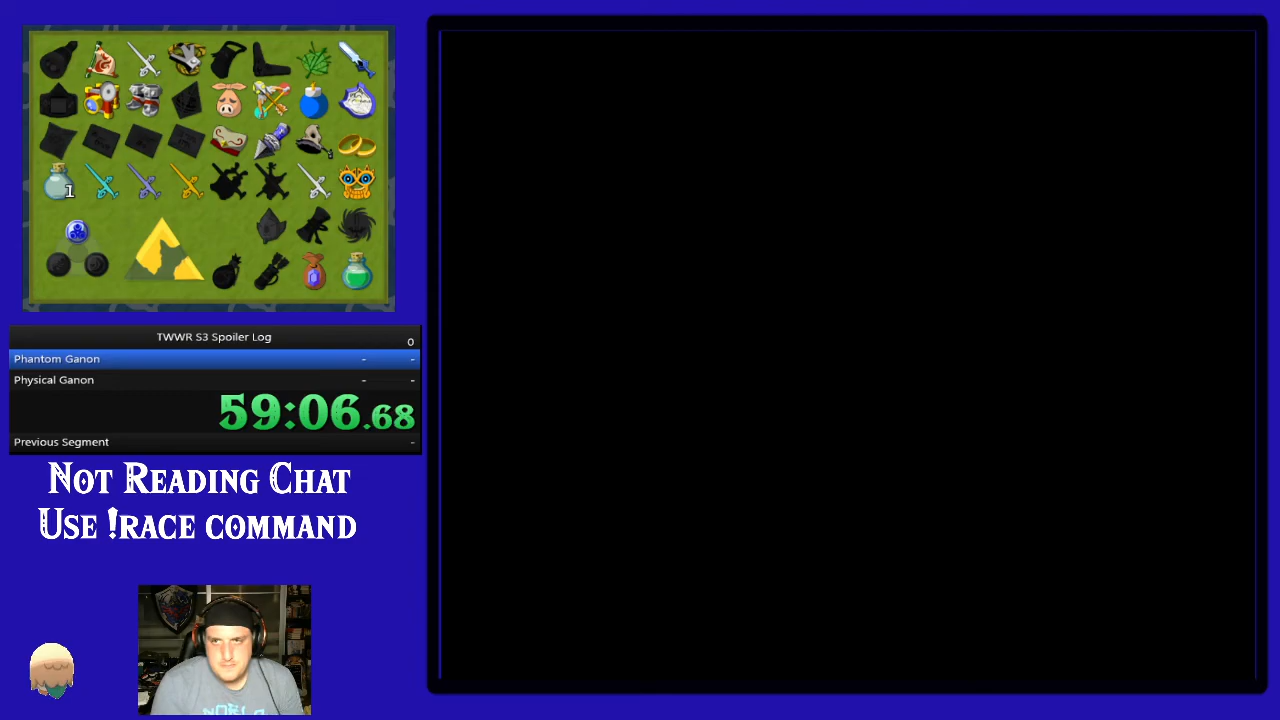 1
TWWR S3 Spoiler Log
0
Phantom Ganon - -
Physical Ganon - -
59:06.68
Previous Segment -
NOT READING CHAT
USE !RACE COMMAND